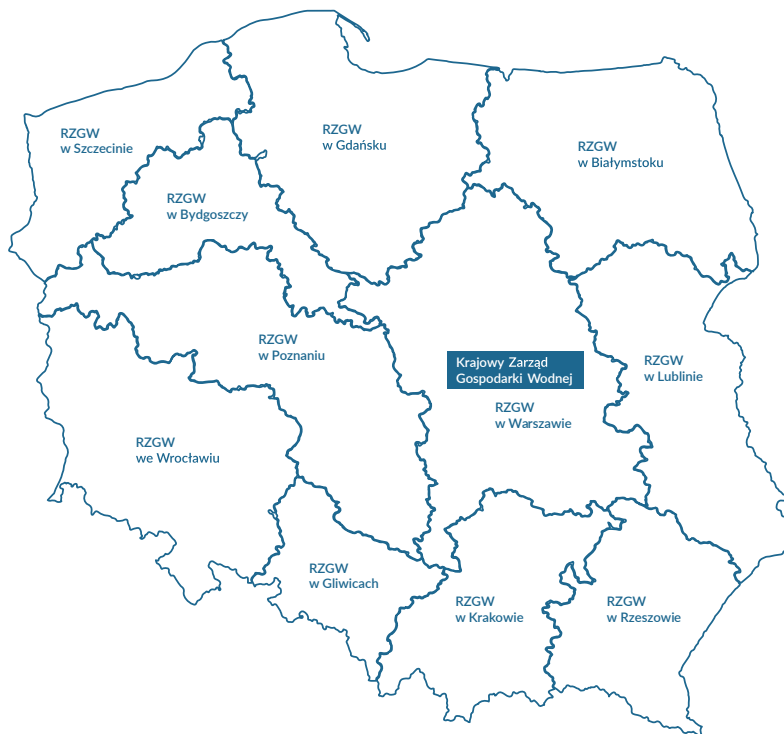 RZGW
w Szczecinie
RZGW
w Gdańsku
RZGW
w Białymstoku
RZGW
w Bydgoszczy
RZGW
w Poznaniu
Krajowy Zarząd
Gospodarki Wodnej
RZGW
w Warszawie
RZGW
w Lublinie
RZGW
we Wrocławiu
RZGW
w Gliwicach
RZGW
w Krakowie
RZGW
w Rzeszowie